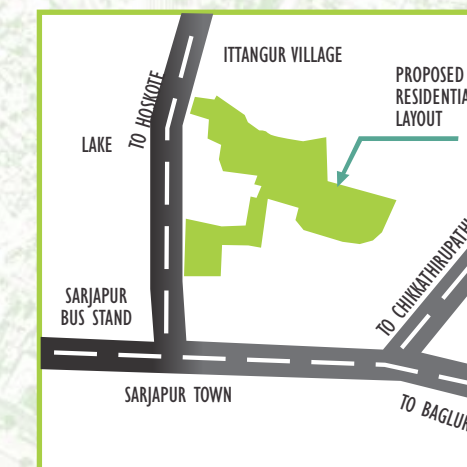 ITTANGUR VILLAGE
PROPOSED
RESIDENTIA
LAYOUT
TO HOSKOTE
LAKE
TO CHIKKATHIRUPATH
SARJAPUR
BUS STAND
SARJAPUR TOWN
TO BAGLUR